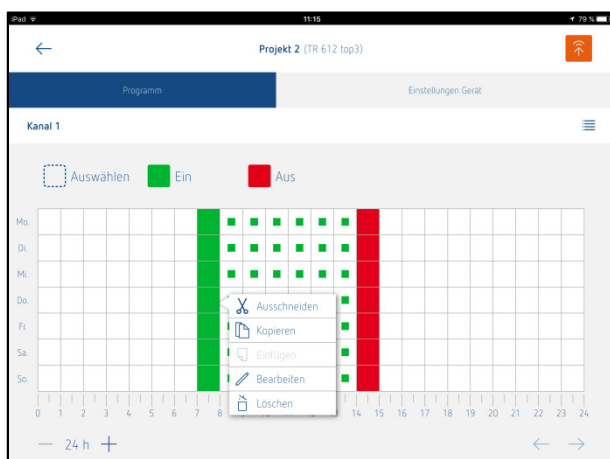 iPad 11:15 79 %
Projekt 2 (TR 612 top3)
Programm Einstellungen Gerät
Kanal 1
Auswählen Ein Aus
Mo.
Di.
Mi.
Do.
Fr.
Sa.
So.
Ausschneiden
Kopieren
Einfügen
Bearbeiten
Löschen
0 1 2 3 4 5 6 7 8 9 10 11 12 13 14 15 16 17 18 19 20 21 22 23 24
24 h